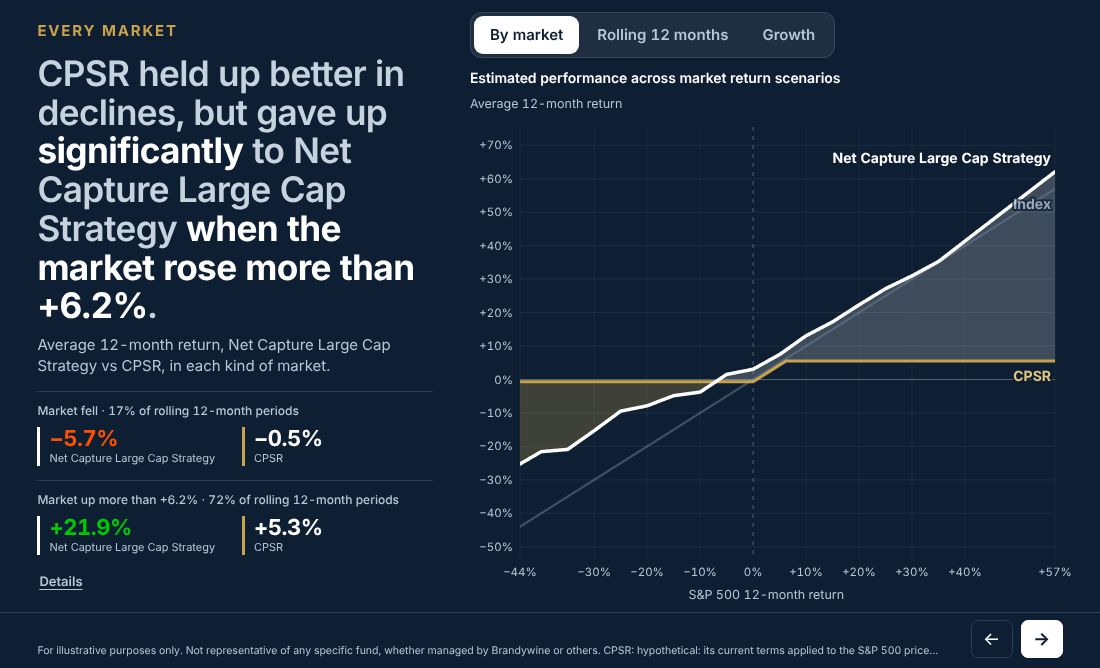 EVERY MARKET
CPSR held up better in
declines, but gave up
significantly to Net
Capture Large Cap
Strategy when the
market rose more than
+6.2%.
Average 12-month return, Net Capture Large Cap
Strategy vs CPSR, in each kind of market.
Market fell · 17% of rolling 12-month periods
−5.7%
Net Capture Large Cap Strategy
−0.5%
CPSR
Market up more than +6.2% · 72% of rolling 12-month periods
+21.9%
Net Capture Large Cap Strategy
+5.3%
CPSR
Details
By market
Rolling 12 months
Growth
Estimated performance across market return scenarios
Average 12-month return
+70%
+60%
+50%
+40%
+30%
+20%
+10%
0%
−10%
−20%
−30%
−40%
−50%
Net Capture Large Cap Strategy
Index
CPSR
−44%
−30%
−20%
−10%
0%
+10%
+20%
+30%
+40%
+57%
S&P 500 12-month return
For illustrative purposes only. Not representative of any specific fund, whether managed by Brandywine or others. CPSR: hypothetical: its current terms applied to the S&P 500 price…